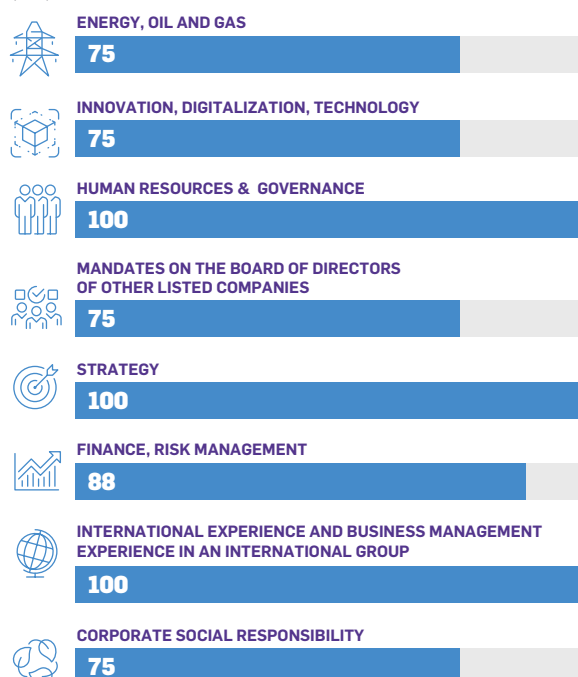 ENERGY, OIL AND GAS
75
INNOVATION, DIGITALIZATION, TECHNOLOGY
75
HUMAN RESOURCES & GOVERNANCE
100
MANDATES ON THE BOARD OF DIRECTORS
OF OTHER LISTED COMPANIES
75
STRATEGY
100
FINANCE, RISK MANAGEMENT
88
INTERNATIONAL EXPERIENCE AND BUSINESS MANAGEMENT
EXPERIENCE IN AN INTERNATIONAL GROUP
100
CORPORATE SOCIAL RESPONSIBILITY
75